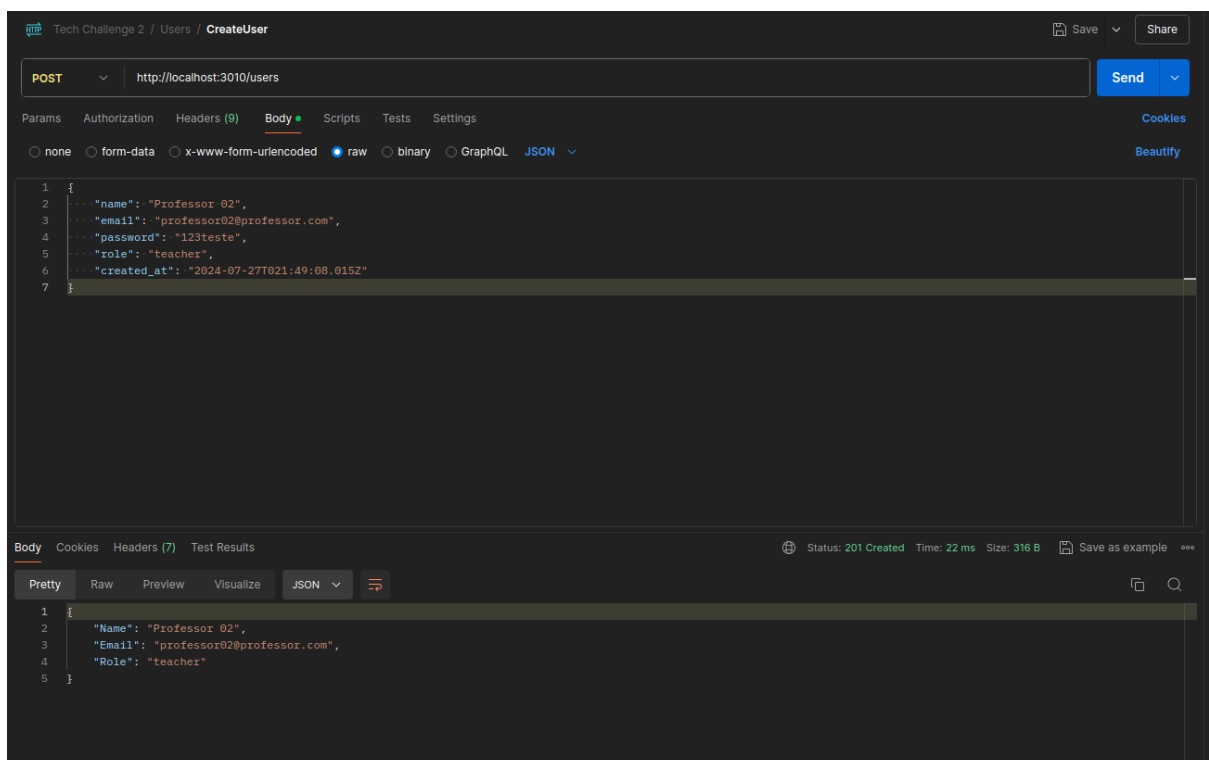 HTTP Tech Challenge 2 / Users / CreateUser Save Share
POST http://localhost:3010/users Send
Params Authorization Headers (9) Body Scripts Tests Settings Cookies
none form-data x-www-form-urlencoded raw binary GraphQL JSON Beautify
1 {
2 ····"name":·"Professor·02",
3 ····"email":·"professor02@professor.com",
4 ····"password":·"123teste",
5 ····"role":·"teacher",
6 ····"created_at":·"2024-07-27T021:49:08.015Z"
7 }
Body Cookies Headers (7) Test Results Status: 201 Created Time: 22 ms Size: 316 B Save as example
Pretty Raw Preview Visualize JSON
1 {
2 "Name": "Professor 02",
3 "Email": "professor02@professor.com",
4 "Role": "teacher"
5 }